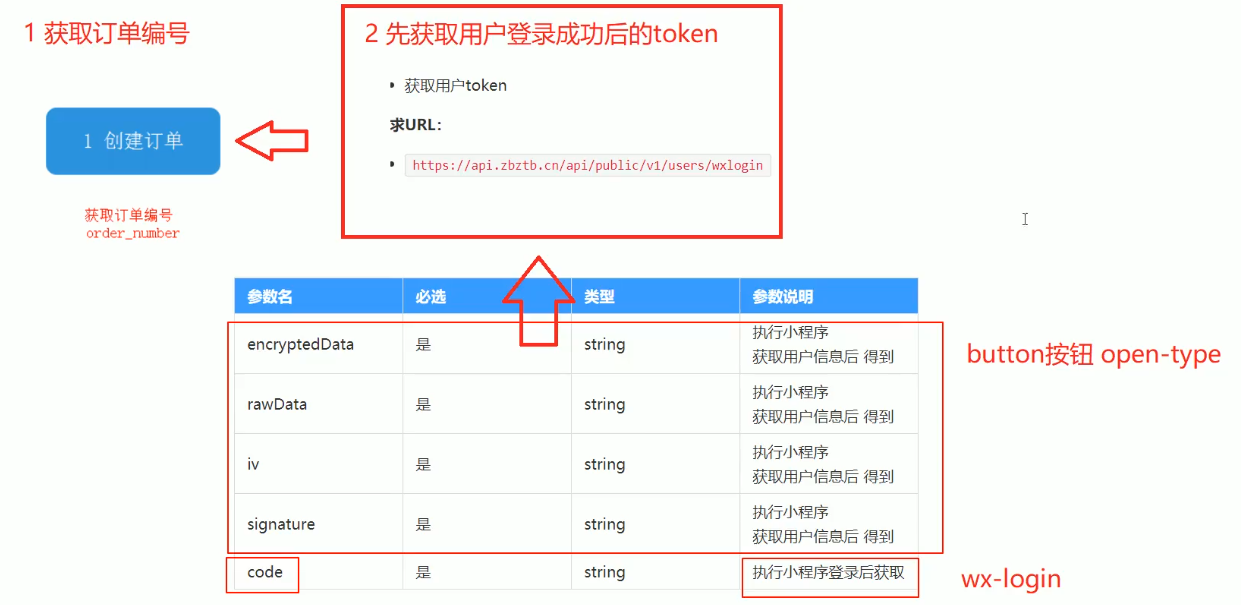 1 获取订单编号
1 创建订单
获取订单编号
order_number
2 先获取用户登录成功后的token
• 获取用户token
求URL:
• https://api.zbztb.cn/api/public/v1/users/wxlogin
参数名 必选 类型 参数说明
encryptedData 是 string 执行小程序
获取用户信息后 得到
rawData 是 string 执行小程序
获取用户信息后 得到
iv 是 string 执行小程序
获取用户信息后 得到
signature 是 string 执行小程序
获取用户信息后 得到
code 是 string 执行小程序登录后获取
button按钮 open-type
wx-login